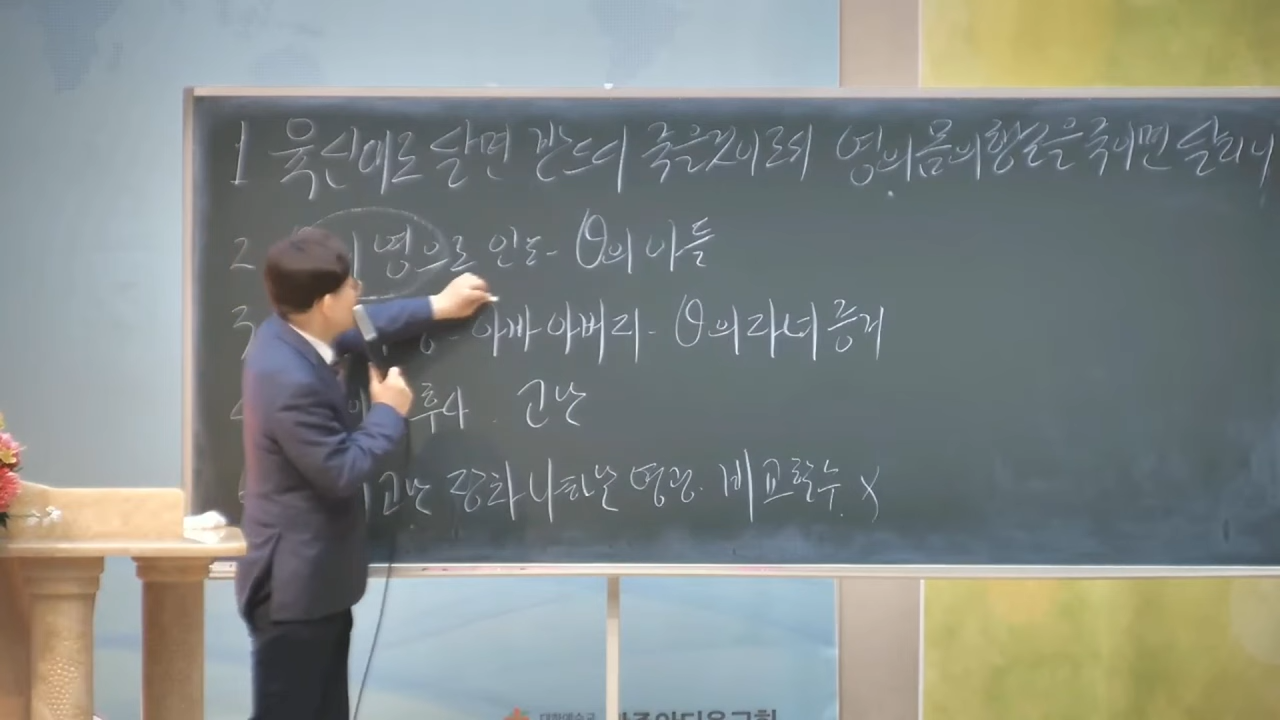 1 육신대로 살면 반드시 죽을것이로되 영의몸의행실을죽이면 살리니
2 영으로 인도- θ의 아들
3 아빠 아버지- θ의 자녀 증거
후사 . 고난
고난 장차 나타날 영광. 비교할수 X